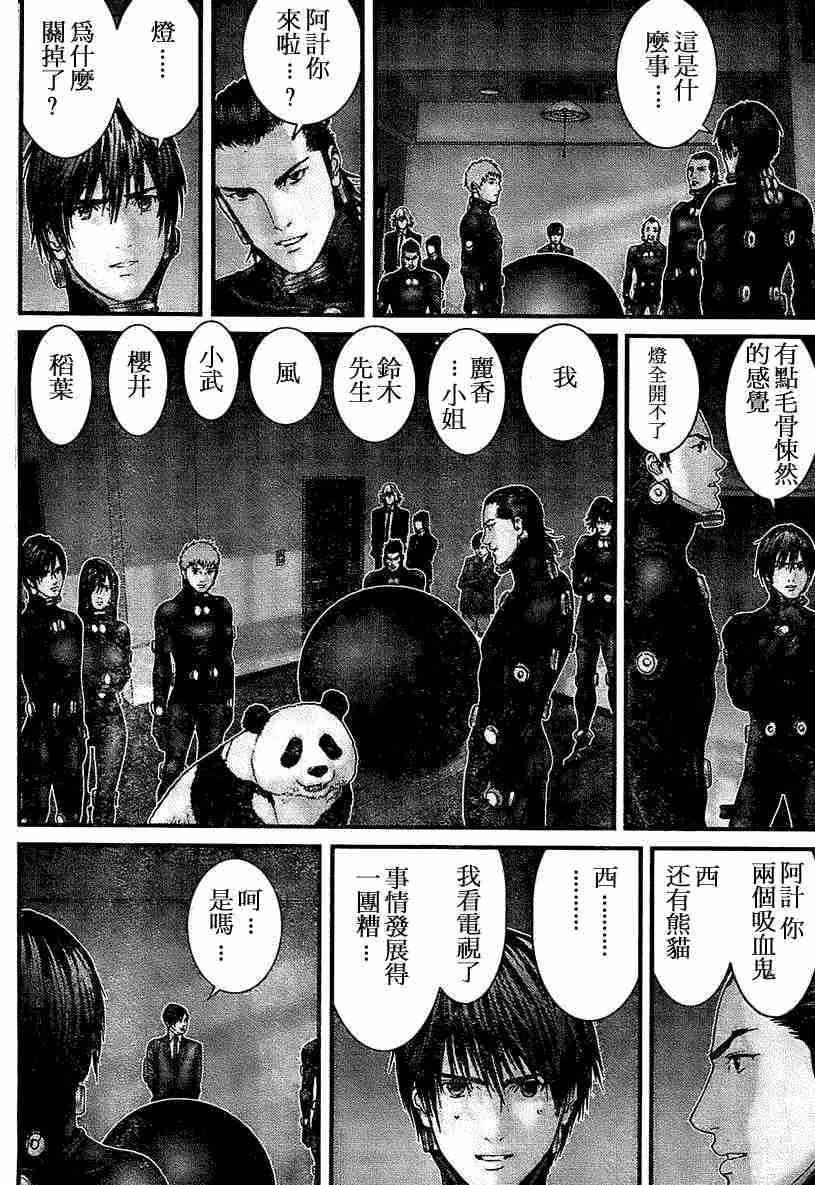 這是什
麼事…
阿計你
來啦…?
燈……
爲什麼
關掉了?
有點毛骨悚然
的感覺
燈全開不了
我
麗香
…小姐
鈴木
先生
風
小武
櫻井
稻葉
阿計 你
兩個吸血鬼
西
还有熊貓
西…………
………
我看電視了
事情發展得
一團糟…
呵…
是嗎…